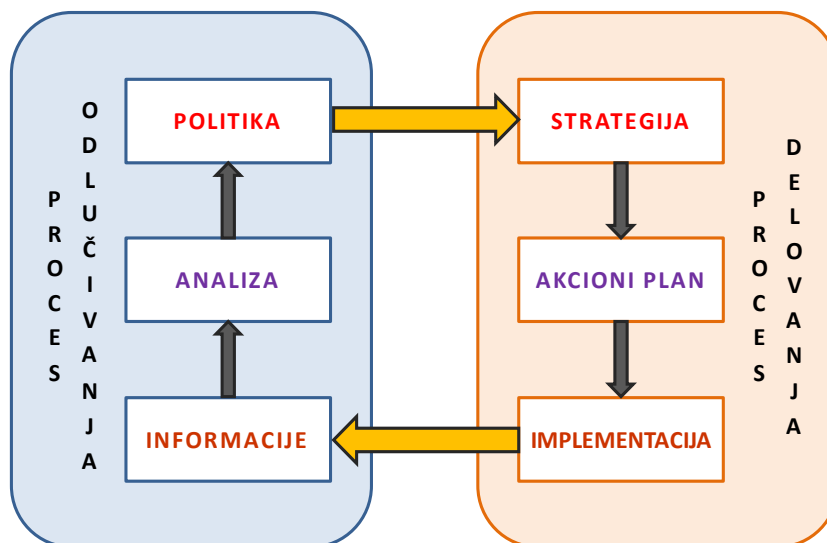 PROCES
ODLUČIVANJA
POLITIKA
ANALIZA
INFORMACIJE
STRATEGIJA
AKCIONI PLAN
IMPLEMENTACIJA
PROCES
DELOVANJA